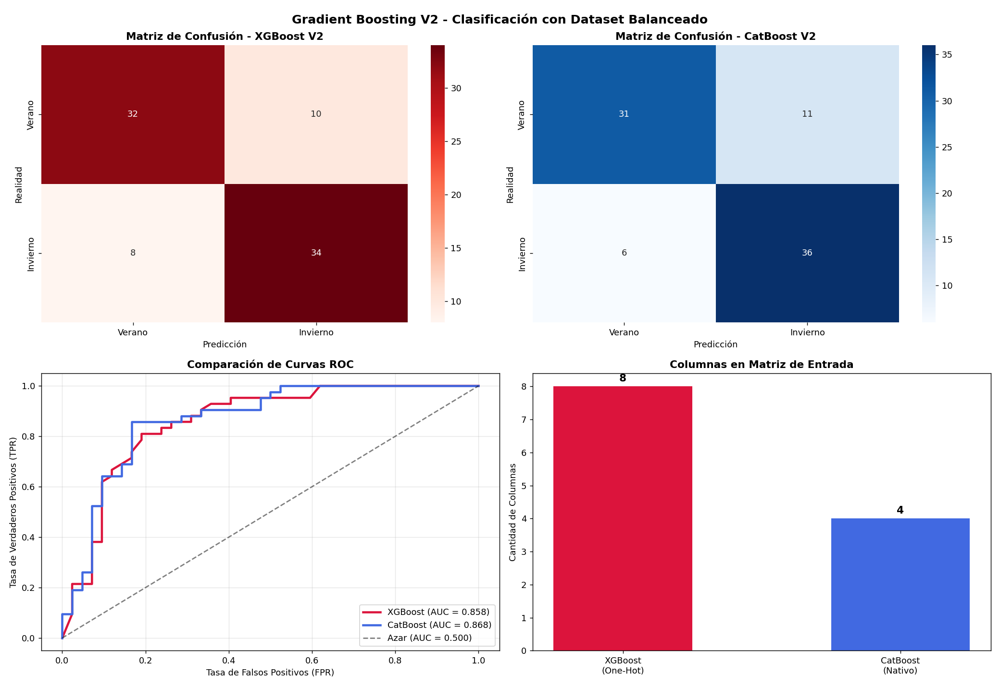 Gradient Boosting V2 - Clasificación con Dataset Balanceado
Matriz de Confusión - XGBoost V2
Realidad
Verano
Invierno
32
10
8
34
Verano
Invierno
Predicción
30
25
20
15
10
Matriz de Confusión - CatBoost V2
Realidad
Verano
Invierno
31
11
6
36
Verano
Invierno
Predicción
35
30
25
20
15
10
Comparación de Curvas ROC
Tasa de Verdaderos Positivos (TPR)
1.0
0.8
0.6
0.4
0.2
0.0
XGBoost (AUC = 0.858)
CatBoost (AUC = 0.868)
Azar (AUC = 0.500)
0.0 0.2 0.4 0.6 0.8 1.0
Tasa de Falsos Positivos (FPR)
Columnas en Matriz de Entrada
Cantidad de Columnas
8
7
6
5
4
3
2
1
0
8
4
XGBoost
(One-Hot)
CatBoost
(Nativo)